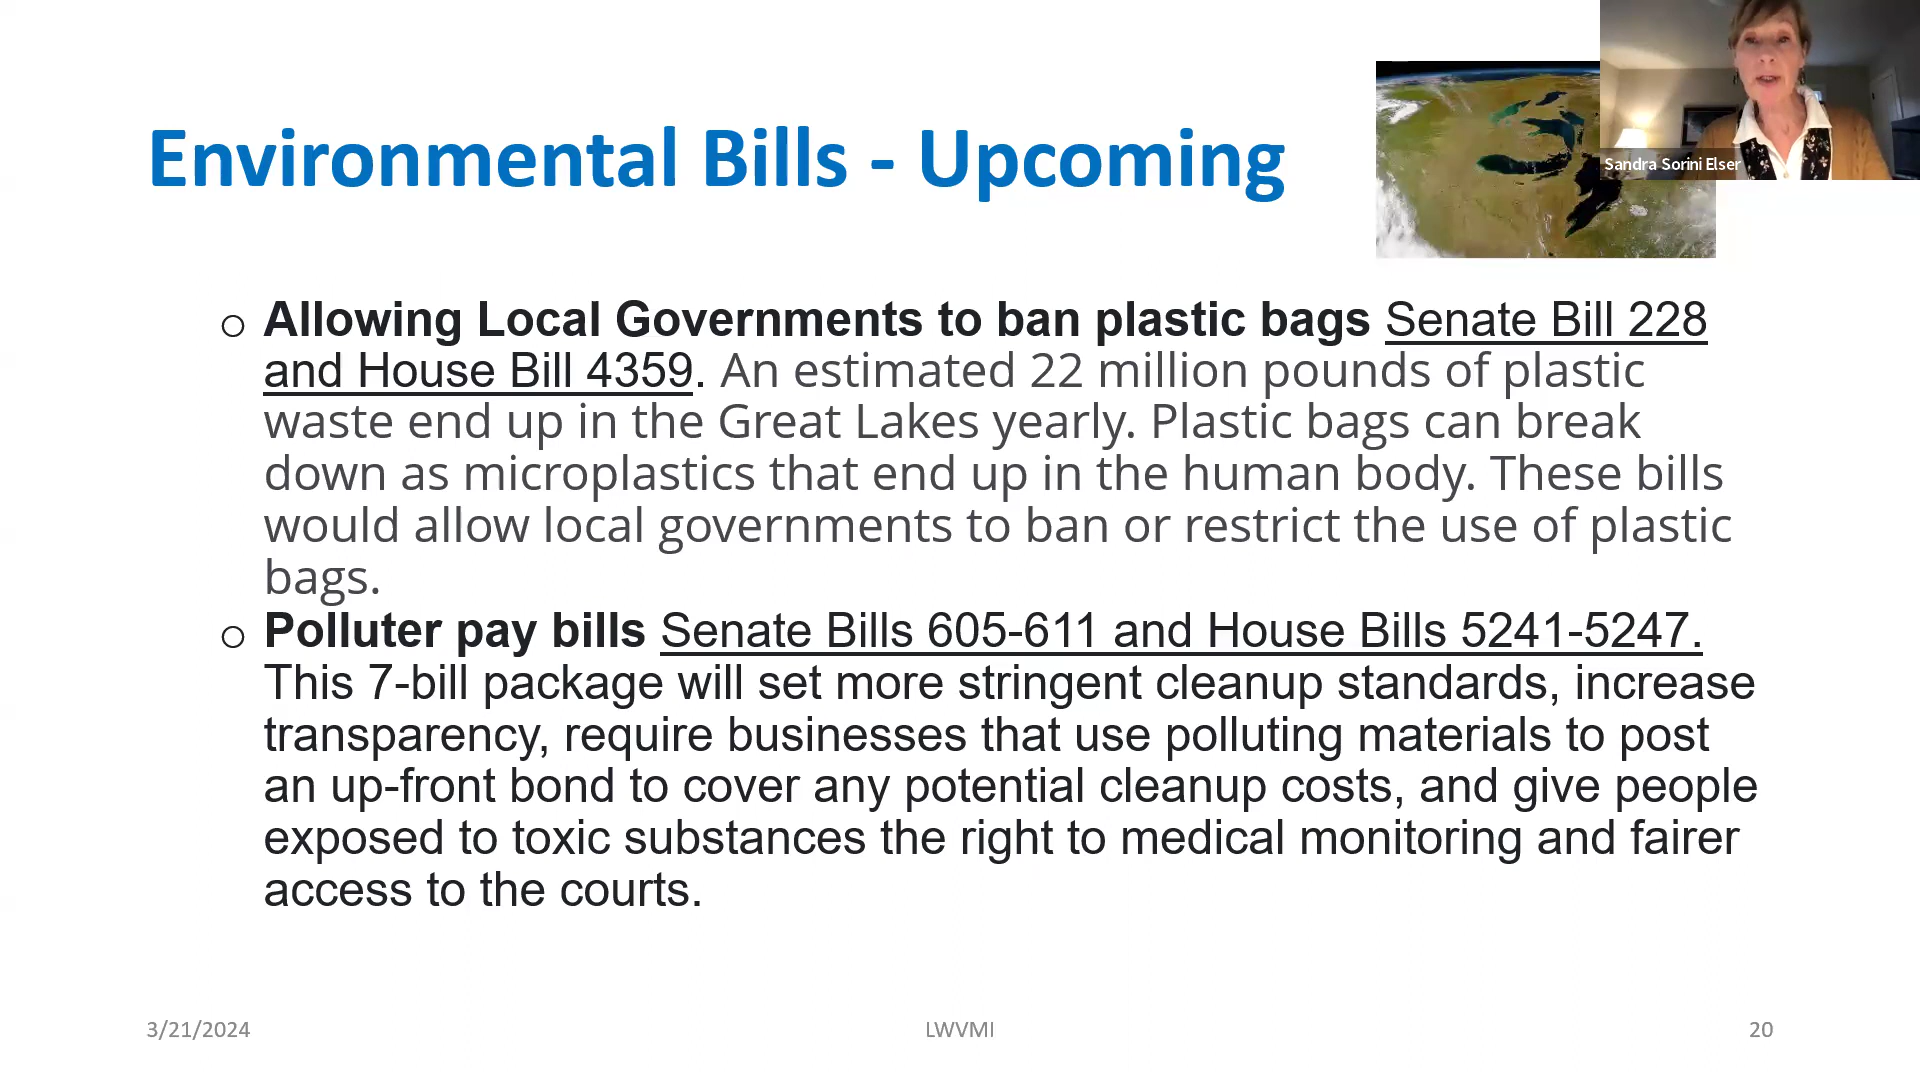 Sandra Sorini Elser
Environmental Bills - Upcoming
o Allowing Local Governments to ban plastic bags Senate Bill 228
and House Bill 4359. An estimated 22 million pounds of plastic
waste end up in the Great Lakes yearly. Plastic bags can break
down as microplastics that end up in the human body. These bills
would allow local governments to ban or restrict the use of plastic
bags.
o Polluter pay bills Senate Bills 605-611 and House Bills 5241-5247.
This 7-bill package will set more stringent cleanup standards, increase
transparency, require businesses that use polluting materials to post
an up-front bond to cover any potential cleanup costs, and give people
exposed to toxic substances the right to medical monitoring and fairer
access to the courts.
3/21/2024
LWVMI
20